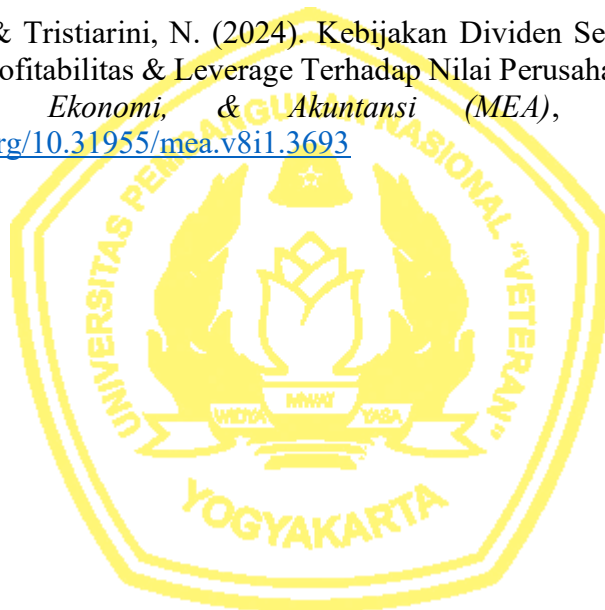 & Tristiarini, N. (2024). Kebijakan Dividen Se
ofitabilitas & Leverage Terhadap Nilai Perusaha
Ekonomi, & Akuntansi (MEA),
rg/10.31955/mea.v8i1.3693
UNIVERSITAS PEMBANGUNAN NASIONAL "VETERAN"
WIDYA MWAT YASA
YOGYAKARTA